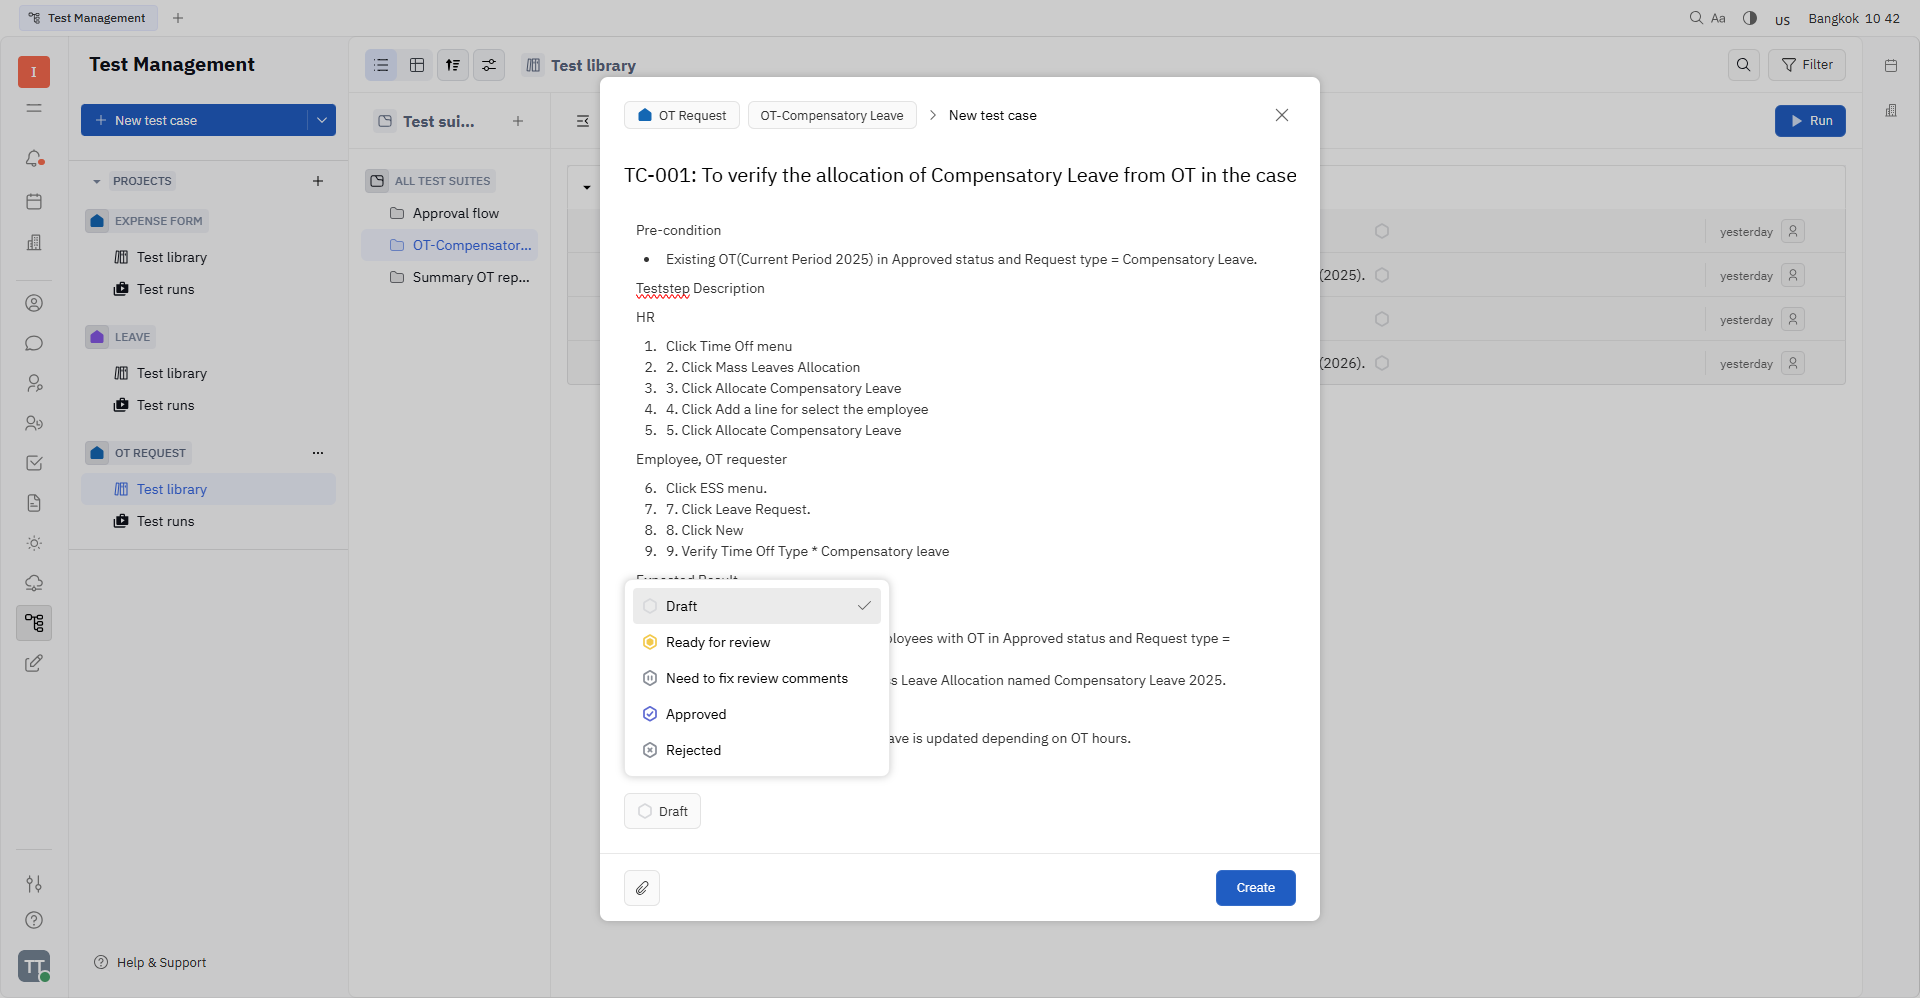 Test Management
Aa
US
Bangkok 10 42
I
Test Management
New test case
PROJECTS
EXPENSE FORM
Test library
Test runs
LEAVE
Test library
Test runs
OT REQUEST
Test library
Test runs
Help & Support
TT
Test library
Filter
Test sui...
Run
ALL TEST SUITES
Approval flow
OT-Compensator...
Summary OT rep...
yesterday
(2025).
yesterday
yesterday
(2026).
yesterday
OT Request
OT-Compensatory Leave
New test case
TC-001: To verify the allocation of Compensatory Leave from OT in the case
Pre-condition
• Existing OT(Current Period 2025) in Approved status and Request type = Compensatory Leave.
Teststep Description
HR
1. Click Time Off menu
2. 2. Click Mass Leaves Allocation
3. 3. Click Allocate Compensatory Leave
4. 4. Click Add a line for select the employee
5. 5. Click Allocate Compensatory Leave
Employee, OT requester
6. Click ESS menu.
7. 7. Click Leave Request.
8. 8. Click New
9. 9. Verify Time Off Type * Compensatory leave
Expected Result
Draft
Ready for review
Need to fix review comments
Approved
Rejected
ployees with OT in Approved status and Request type =
s Leave Allocation named Compensatory Leave 2025.
ave is updated depending on OT hours.
Draft
Create